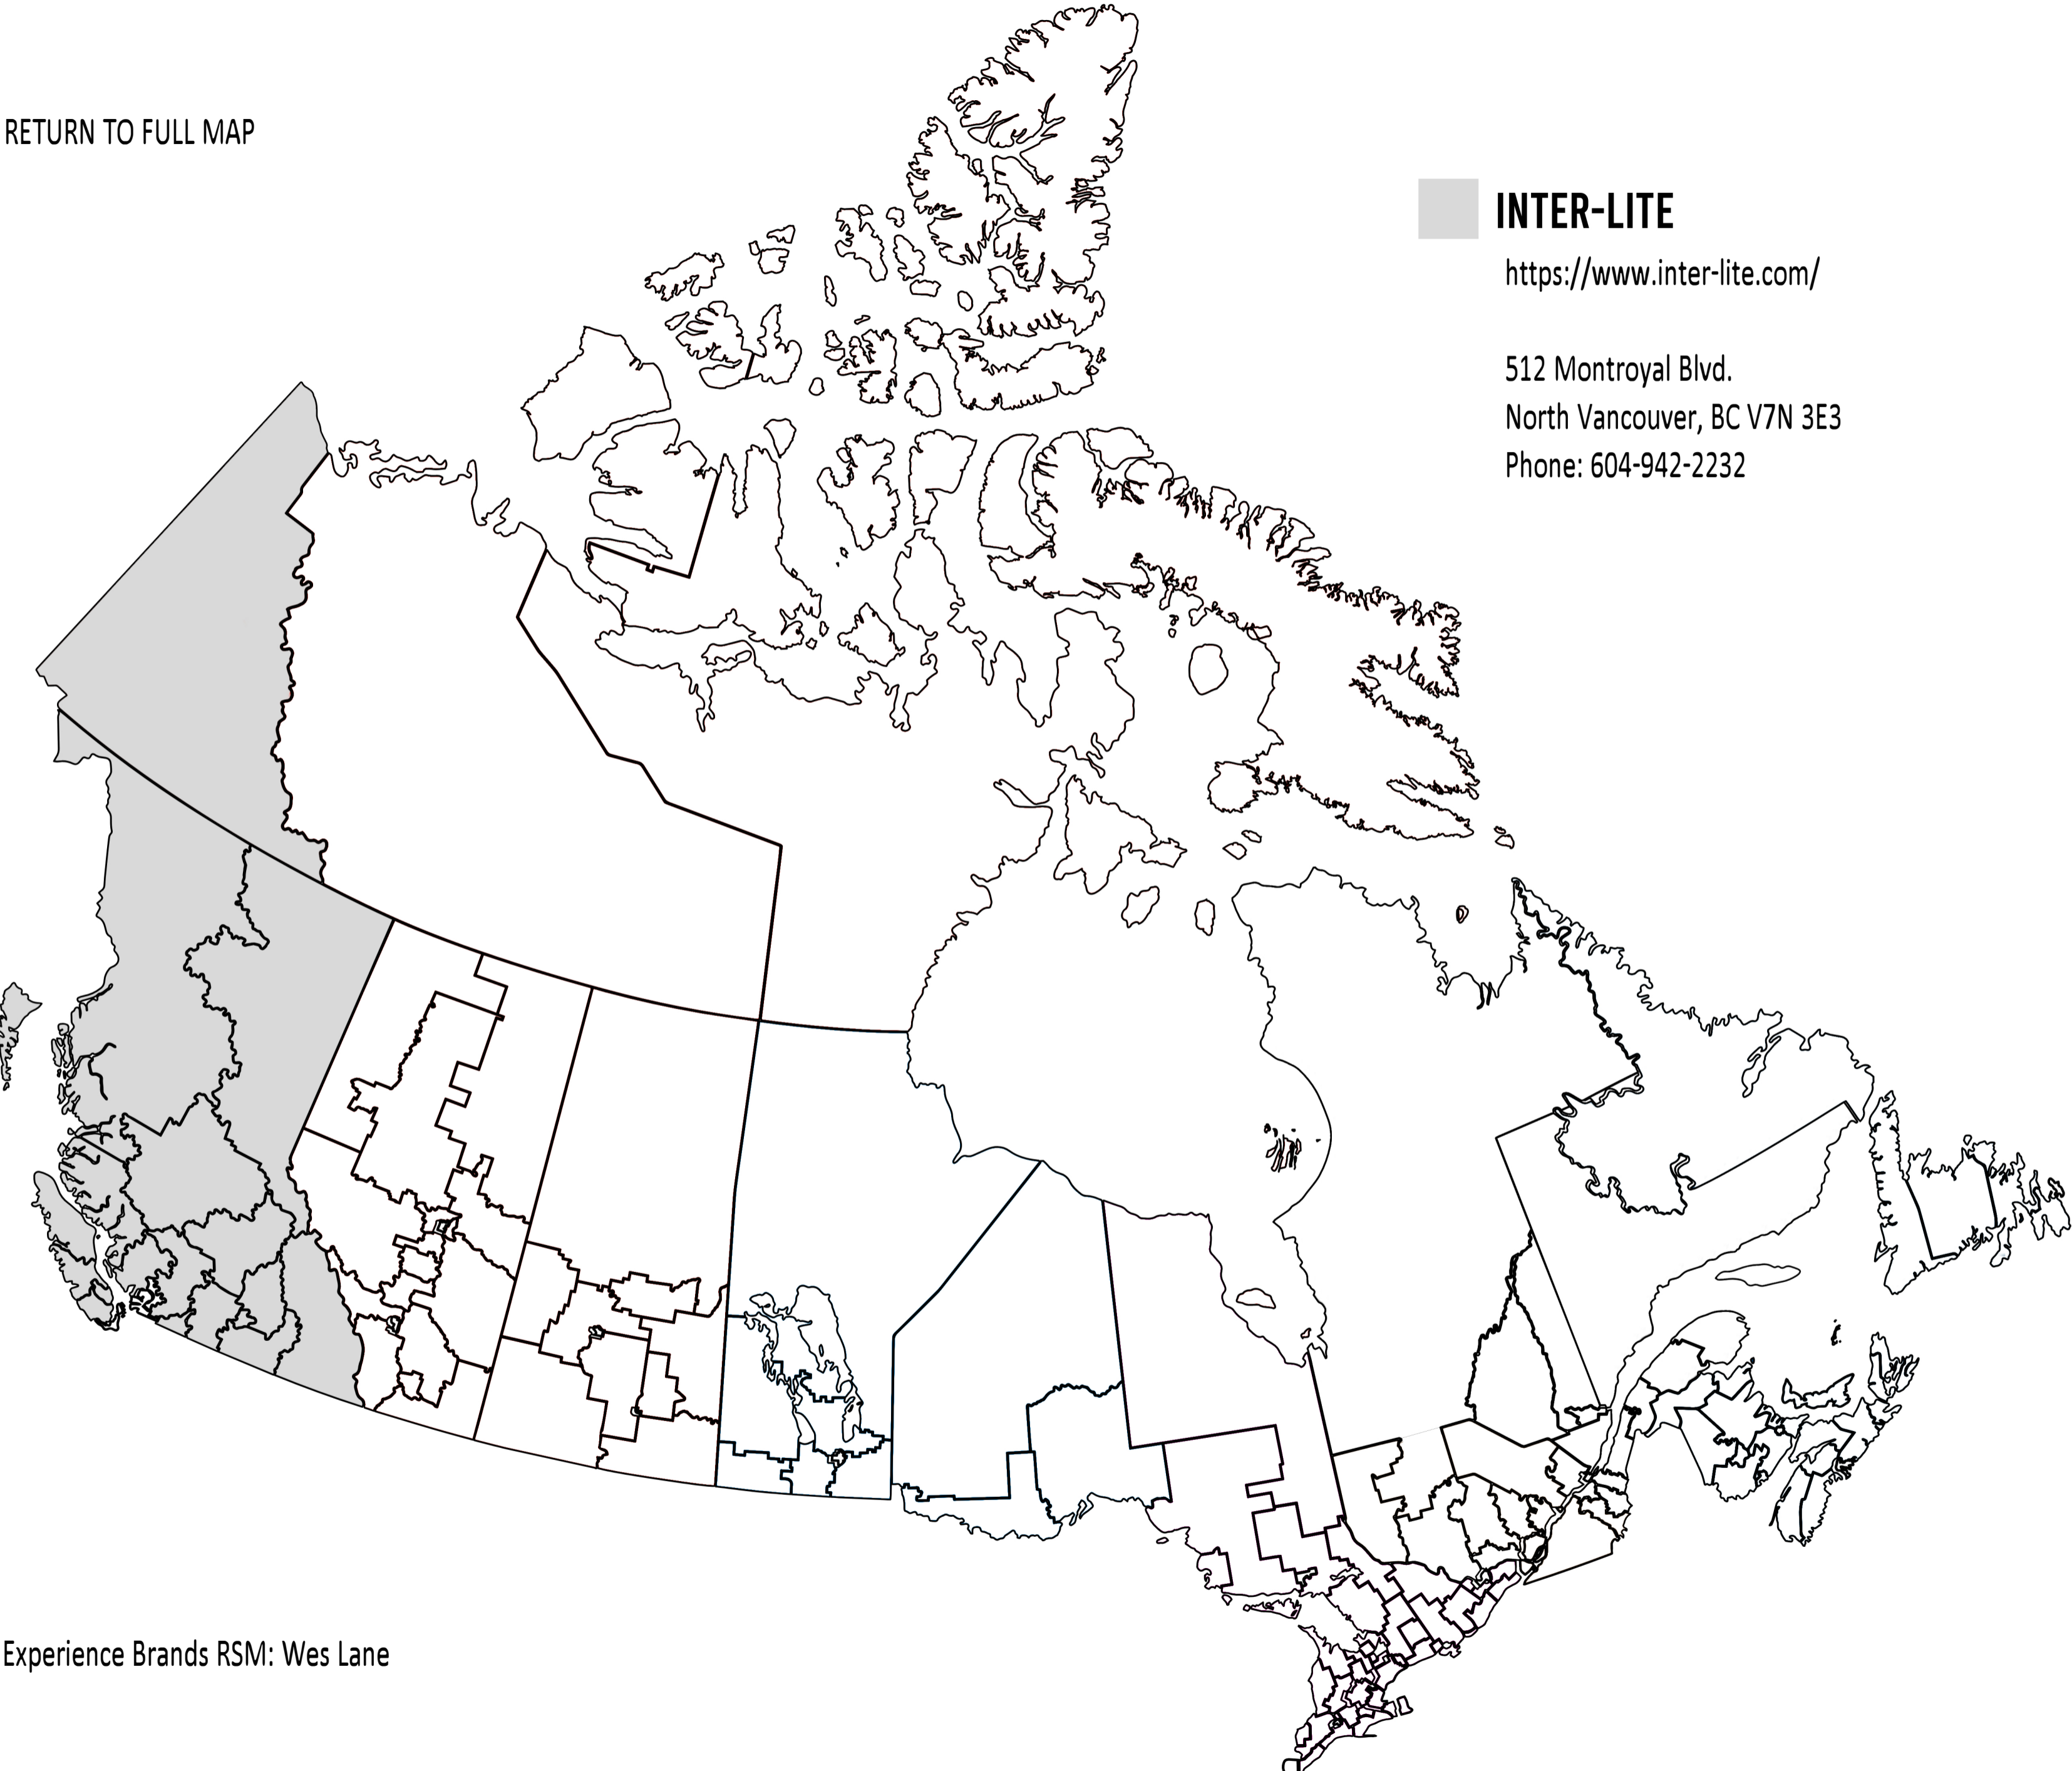 RETURN TO FULL MAP
INTER-LITE
https://www.inter-lite.com/
512 Montroyal Blvd.
North Vancouver, BC V7N 3E3
Phone: 604-942-2232
Experience Brands RSM: Wes Lane